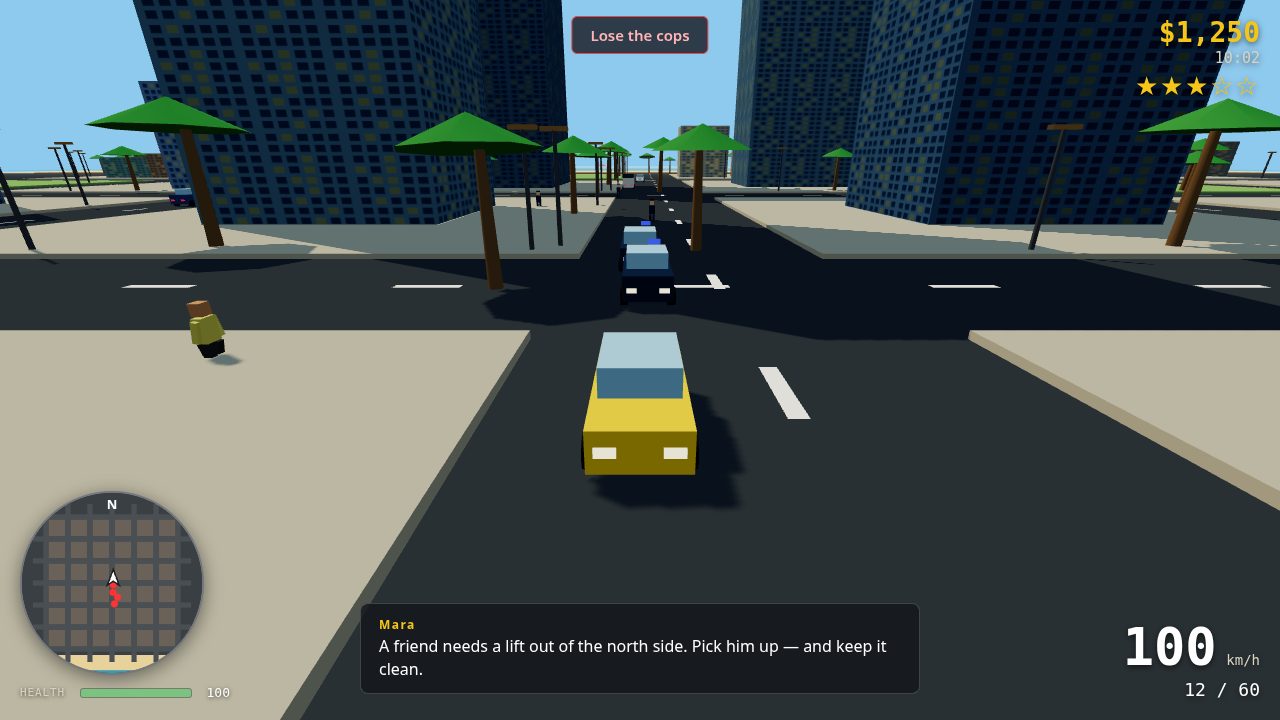 Lose the cops
$1,250
10:02
★★★☆☆
N
HEALTH 100
Mara
A friend needs a lift out of the north side. Pick him up — and keep it
clean.
100 km/h
12 / 60